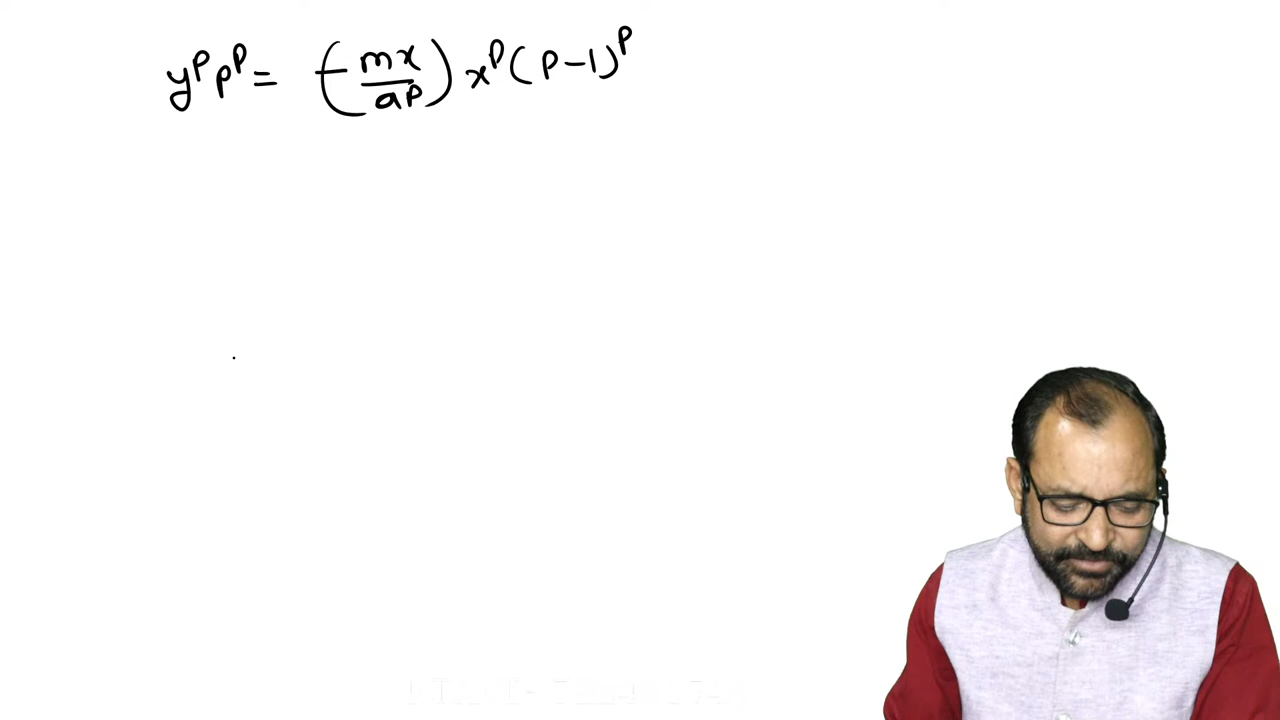 y^p p^p = (-mx/ap) x^p (p-1)^p